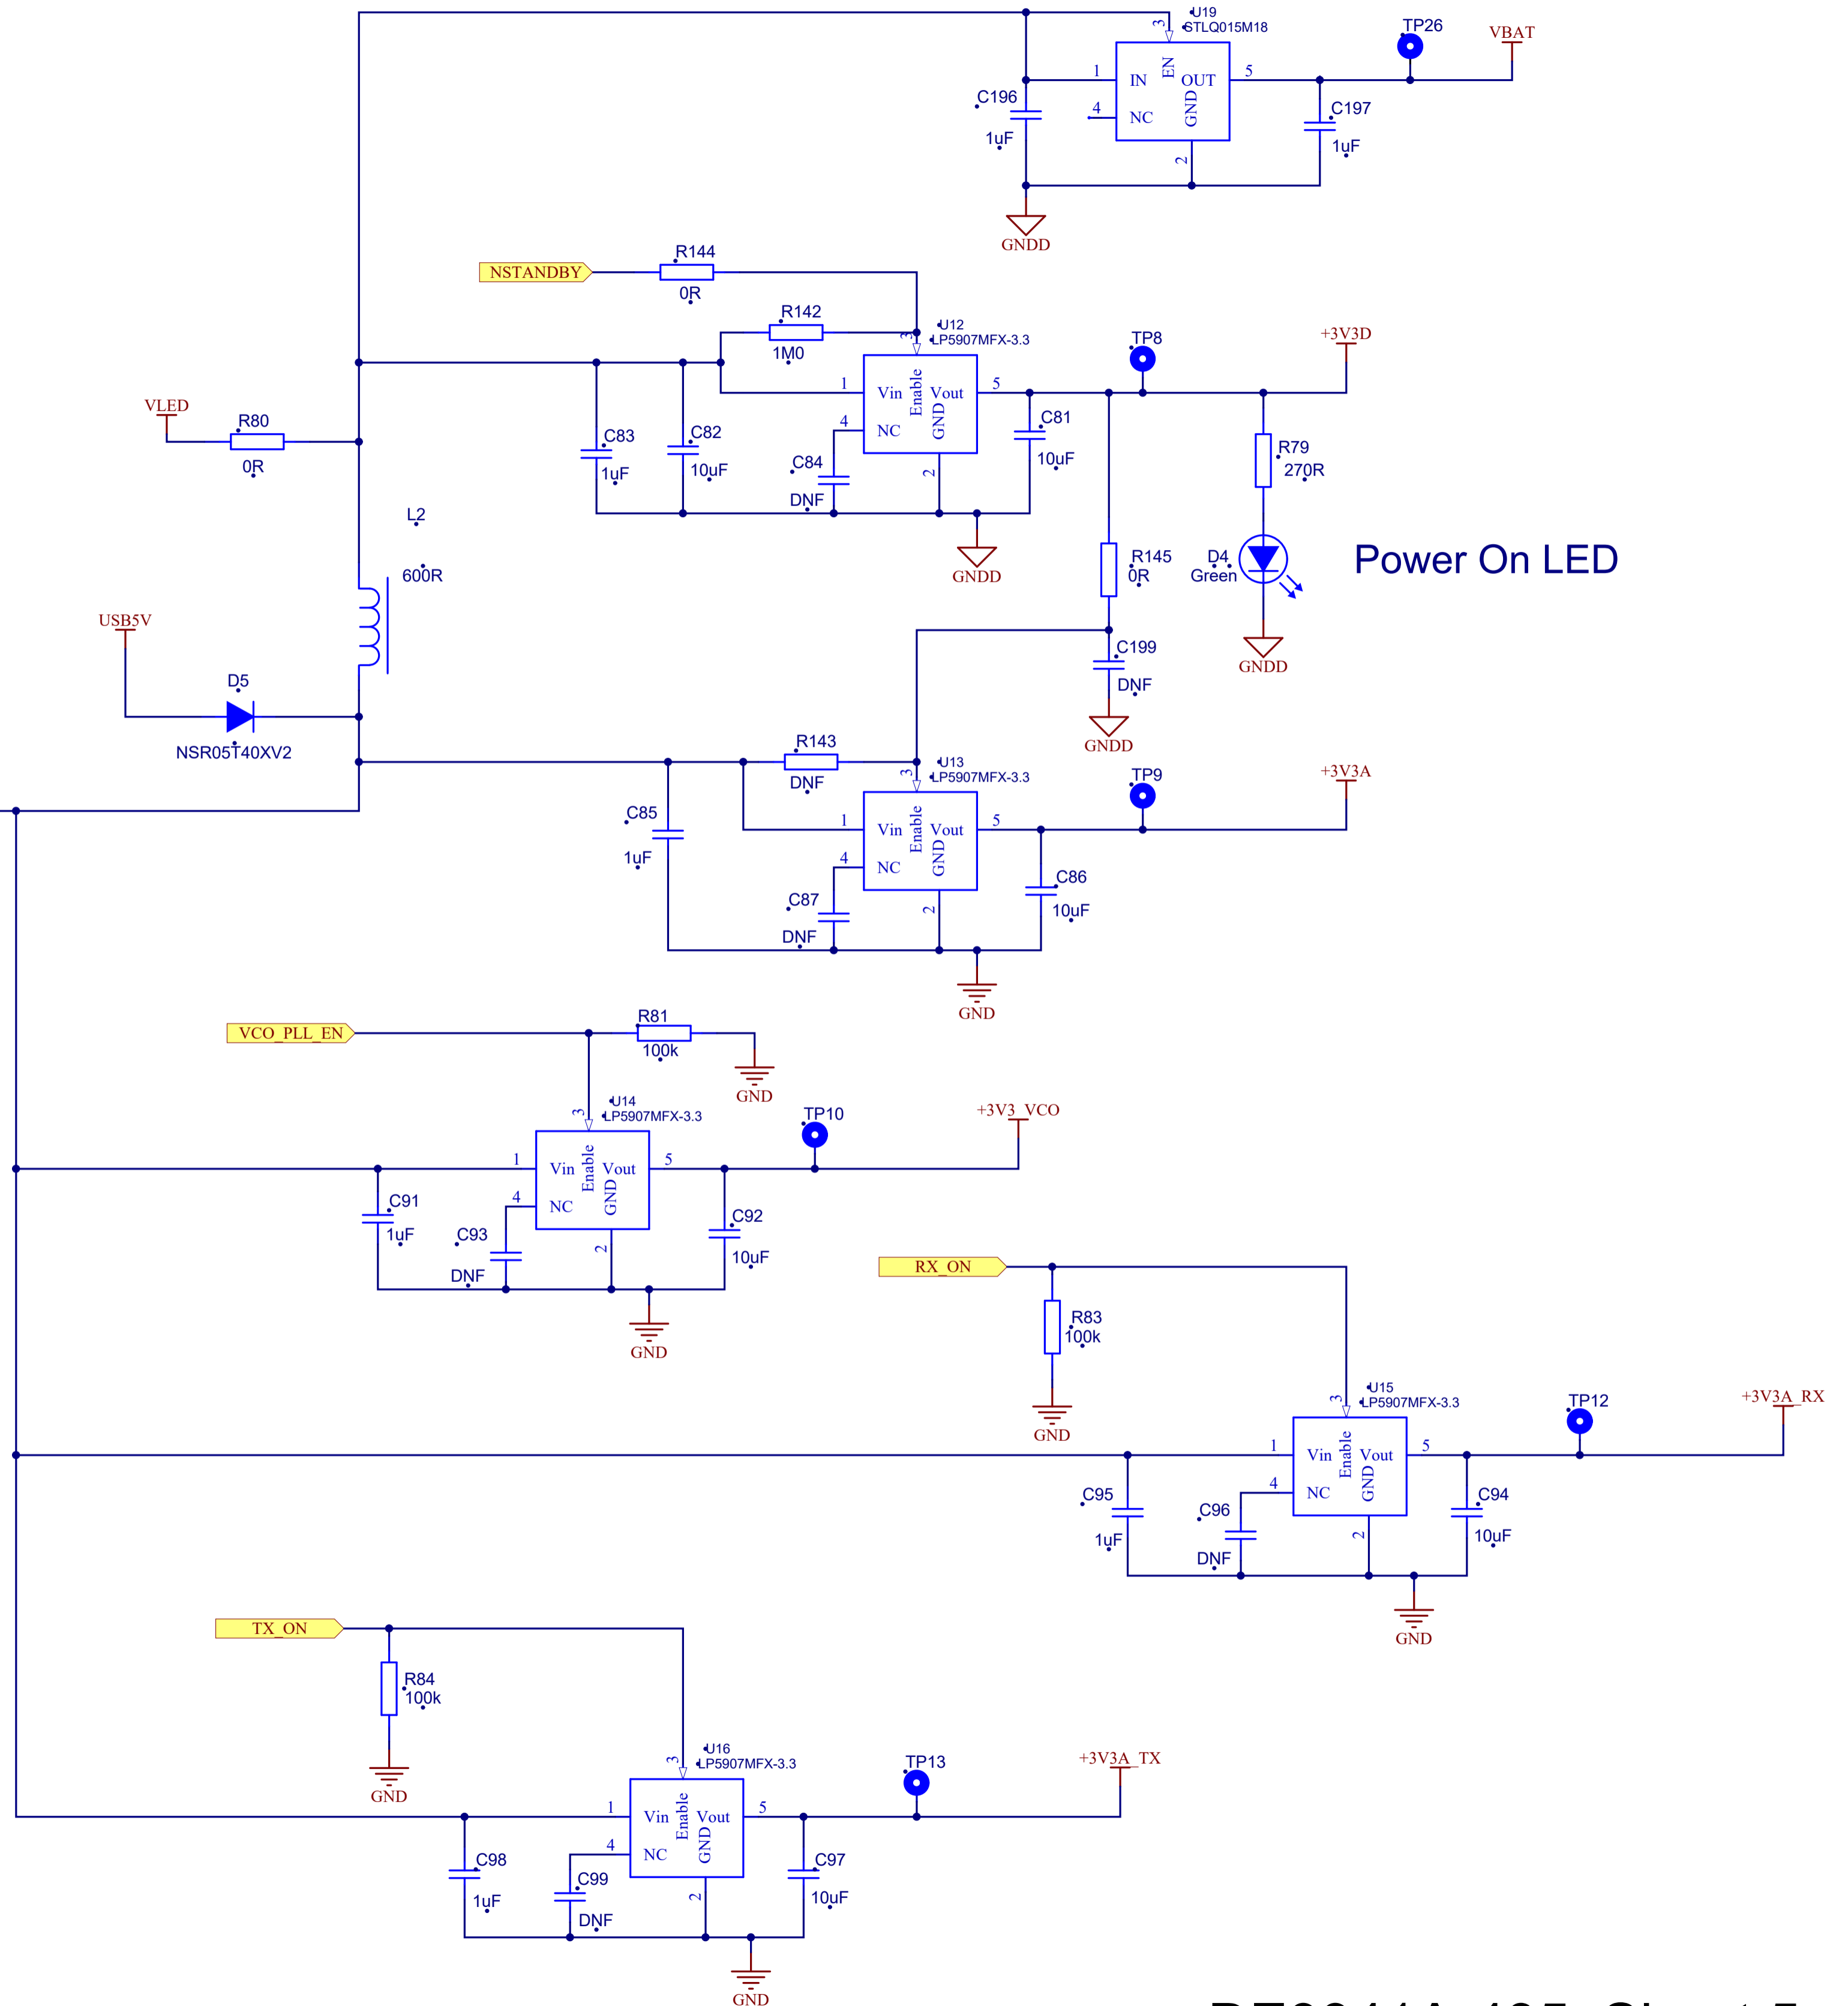 U19
STLQ015M18
TP26
VBAT
3
1
IN
EN
OUT
5
4
NC
GND
2
C196
1uF
C197
1uF
GNDD
NSTANDBY
R144
0R
R142
1M0
3
U12
LP5907MFX-3.3
TP8
+3V3D
1
Vin
Enable
Vout
5
4
NC
GND
2
VLED
R80
0R
C83
1uF
C82
10uF
C84
DNF
C81
10uF
R79
270R
GNDD
L2
600R
R145
0R
D4
Green
Power On LED
GNDD
C199
DNF
GNDD
USB5V
D5
NSR05T40XV2
R143
DNF
3
U13
LP5907MFX-3.3
TP9
+3V3A
1
Vin
Enable
Vout
5
4
NC
GND
2
C85
1uF
C87
DNF
C86
10uF
GND
VCO_PLL_EN
R81
100k
GND
3
U14
LP5907MFX-3.3
TP10
+3V3_VCO
1
Vin
Enable
Vout
5
4
NC
GND
2
C91
1uF
C93
DNF
C92
10uF
GND
RX_ON
R83
100k
GND
3
U15
LP5907MFX-3.3
TP12
+3V3A_RX
1
Vin
Enable
Vout
5
4
NC
GND
2
C95
1uF
C96
DNF
C94
10uF
GND
TX_ON
R84
100k
GND
3
U16
LP5907MFX-3.3
TP13
+3V3A_TX
1
Vin
Enable
Vout
5
4
NC
GND
2
C98
1uF
C99
DNF
C97
10uF
GND